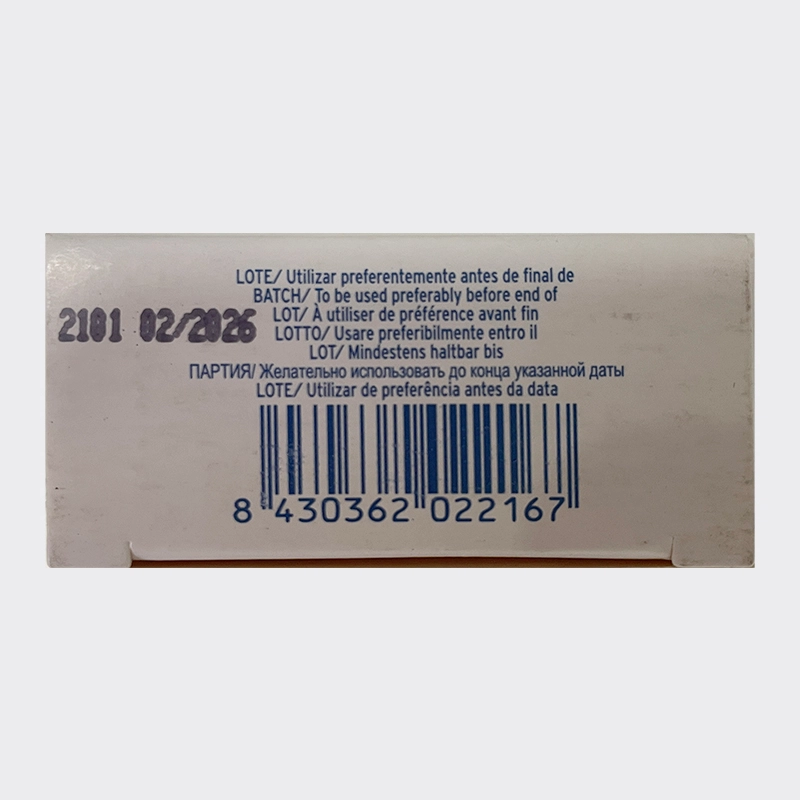 LOTE/ Utilizar preferentemente antes de final de
BATCH/ To be used preferably before end of
LOT/ À utiliser de préférence avant fin
2101 02/2026
LOTTO/ Usare preferibilmente entro il
LOT/ Mindestens haltbar bis
ПАРТИЯ/ Желательно использовать до конца указанной даты
LOTE/ Utilizar de preferência antes da data
8 430362 022167